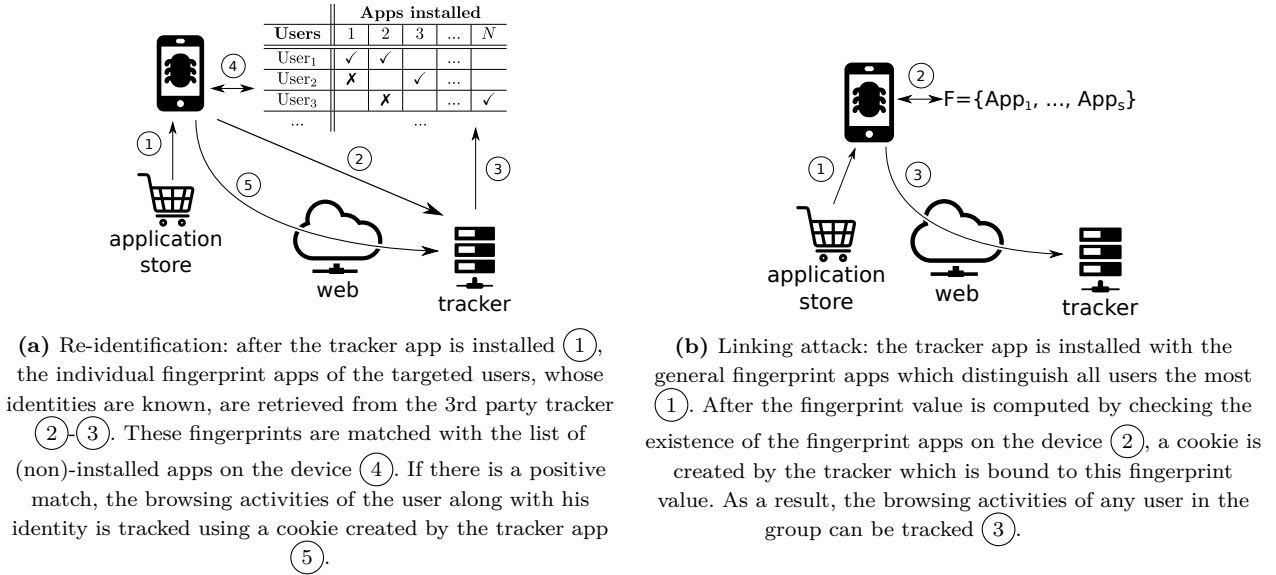 Apps installed
Users 1 2 3 ... N
User₁ ✓ ✓ ...
User₂ ✗ ✓ ...
User₃ ✗ ... ✓
... ...
④
①
②
③
⑤
application
store
web
tracker
(a) Re-identification: after the tracker app is installed ①,
the individual fingerprint apps of the targeted users, whose
identities are known, are retrieved from the 3rd party tracker
②-③. These fingerprints are matched with the list of
(non)-installed apps on the device ④. If there is a positive
match, the browsing activities of the user along with his
identity is tracked using a cookie created by the tracker app
⑤.
②
F={App₁, ..., Appₛ}
①
③
application
store
web
tracker
(b) Linking attack: the tracker app is installed with the
general fingerprint apps which distinguish all users the most
①. After the fingerprint value is computed by checking the
existence of the fingerprint apps on the device ②, a cookie is
created by the tracker which is bound to this fingerprint
value. As a result, the browsing activities of any user in the
group can be tracked ③.